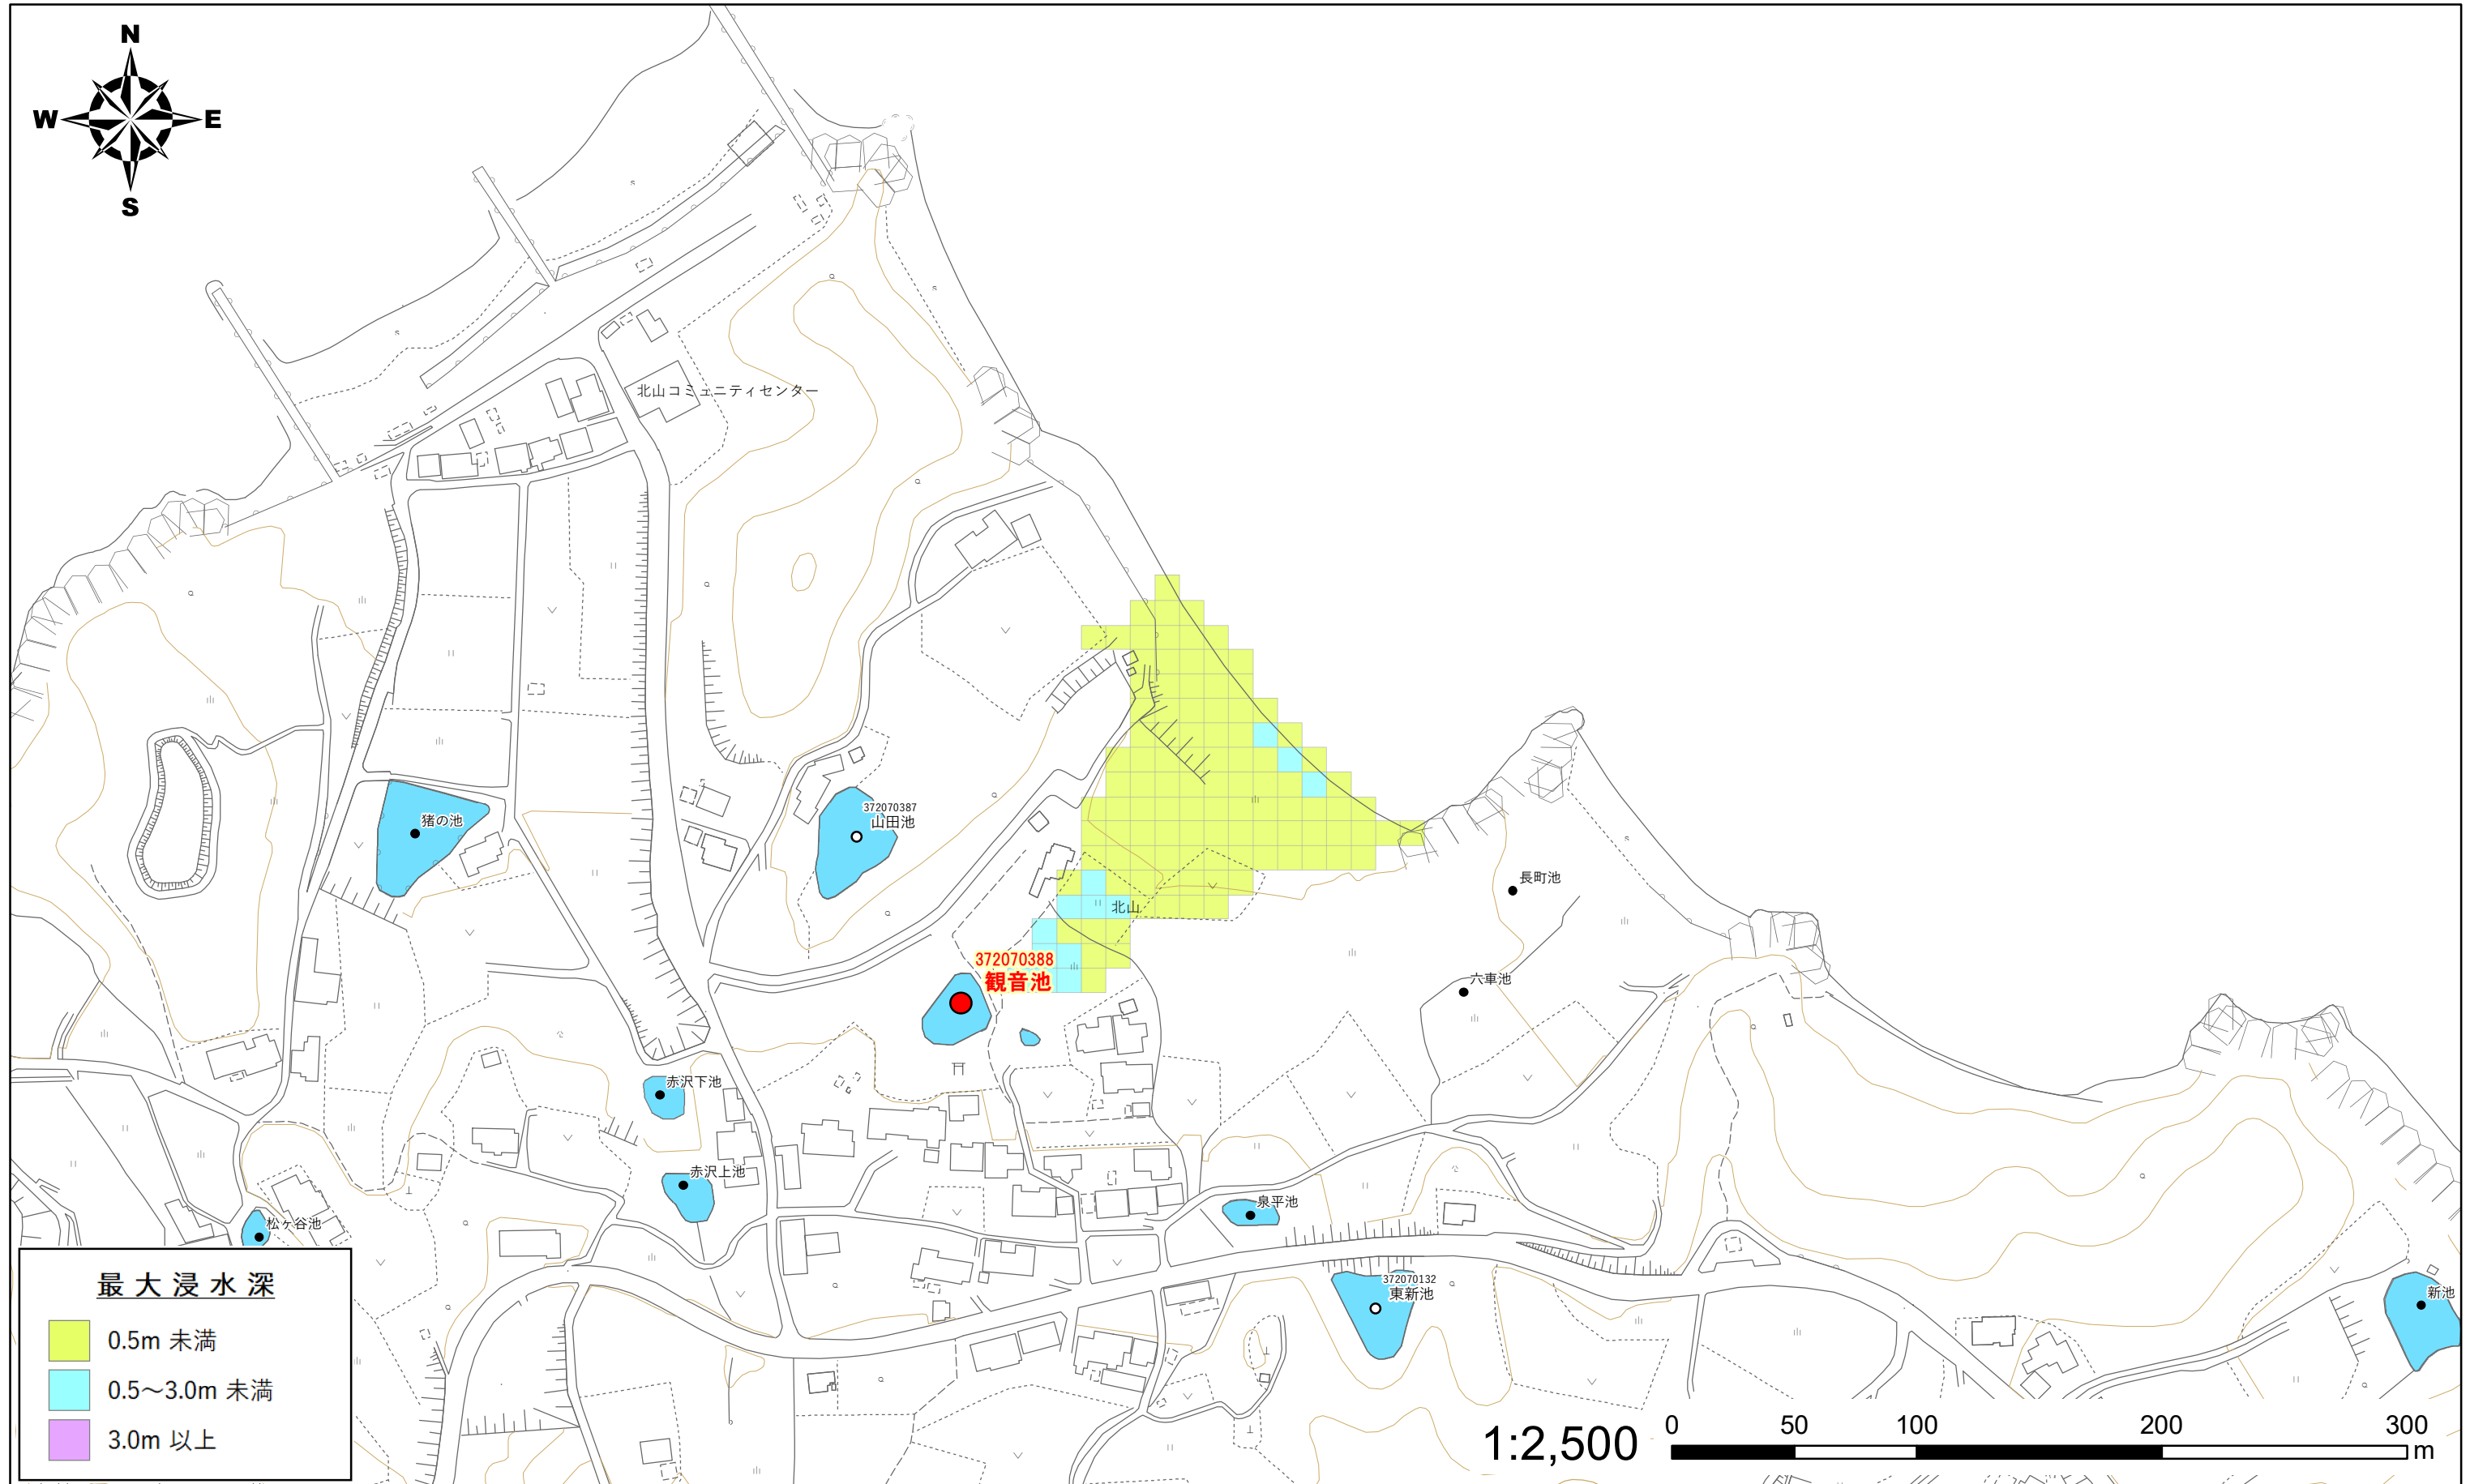 N
W
E
S
北山コミュニティセンター
猪の池
372070387
山田池
長町池
北山
372070388
観音池
六車池
赤沢下池
赤沢上池
泉平池
松ヶ谷池
372070132
東新池
新池
最大浸水深
0.5m 未満
0.5～3.0m 未満
3.0m 以上
1:2,500
0 50 100 200 300
m